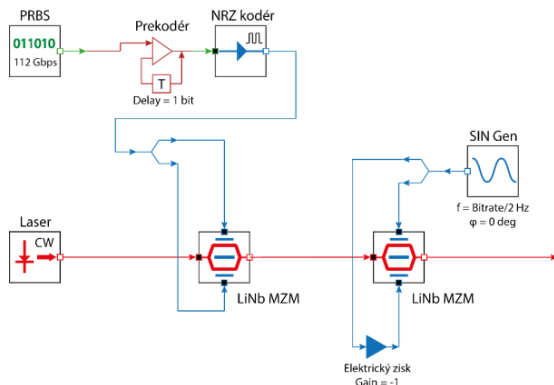 PRBS
011010
112 Gbps
Prekodér
T
Delay = 1 bit
NRZ kodér
SIN Gen
f = Bitrate/2 Hz
φ = 0 deg
Laser
CW
LiNb MZM
LiNb MZM
Elektrický zisk
Gain = -1